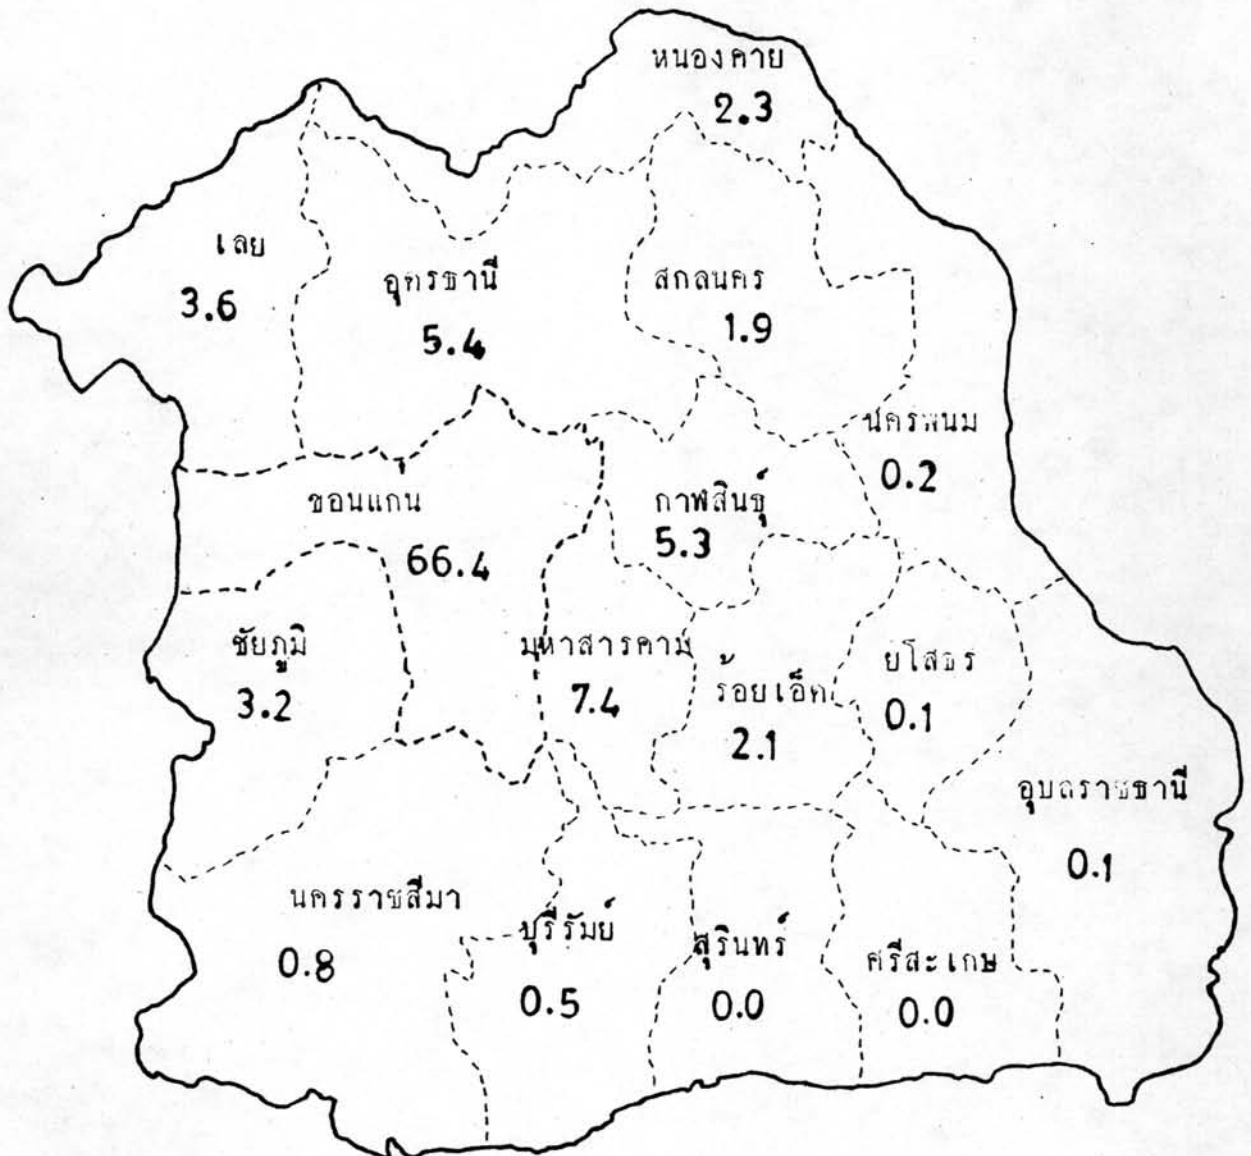 หนองคาย
2.3
เลย
3.6
อุดรธานี
5.4
สกลนคร
1.9
นครพนม
0.2
ขอนแก่น
66.4
กาฬสินธุ์
5.3
ชัยภูมิ
3.2
มหาสารคาม
7.4
ร้อยเอ็ด
2.1
ยโสธร
0.1
อุบลราชธานี
0.1
นครราชสีมา
0.8
บุรีรัมย์
0.5
สุรินทร์
0.0
ศรีสะเกษ
0.0